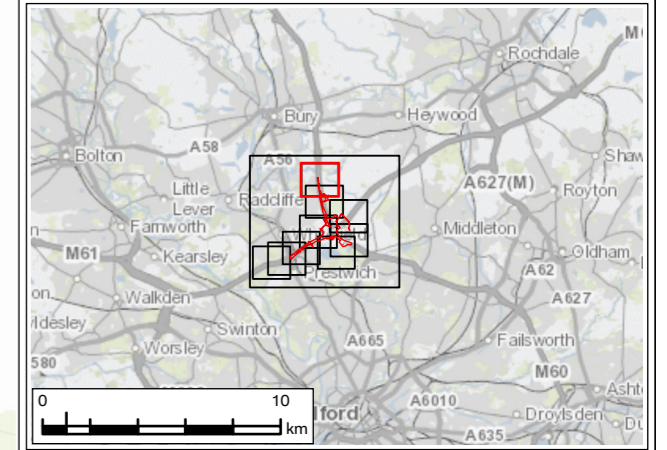 Rochdale
Bury
Heywood
A58
Bolton
A56
Shaw
A627(M)
Little
Lever
Radcliffe
Royton
Farnworth
Middleton
M61
Kearsley
Oldham
A62
Prestwich
Walkden
A627
Swinton
A665
Failsworth
Worsley
580
M60
0
10
km
A6010
Droylsden
A635